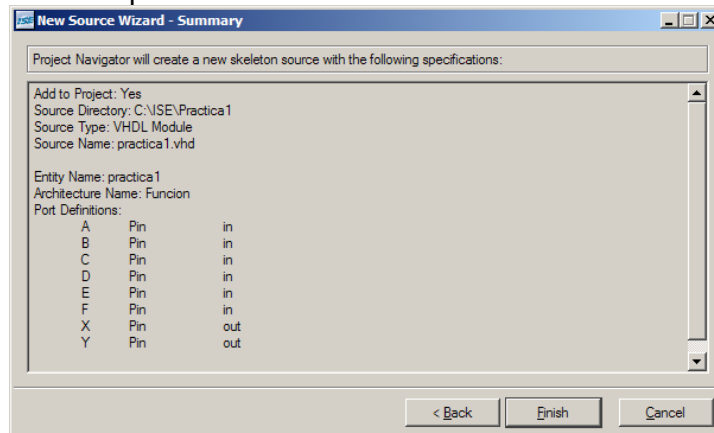 New Source Wizard - Summary
Project Navigator will create a new skeleton source with the following specifications:
Add to Project: Yes
Source Directory: C:\ISE\Practica1
Source Type: VHDL Module
Source Name: practica1.vhd
Entity Name: practica1
Architecture Name: Funcion
Port Definitions:
A Pin in
B Pin in
C Pin in
D Pin in
E Pin in
F Pin in
X Pin out
Y Pin out
< Back Finish Cancel